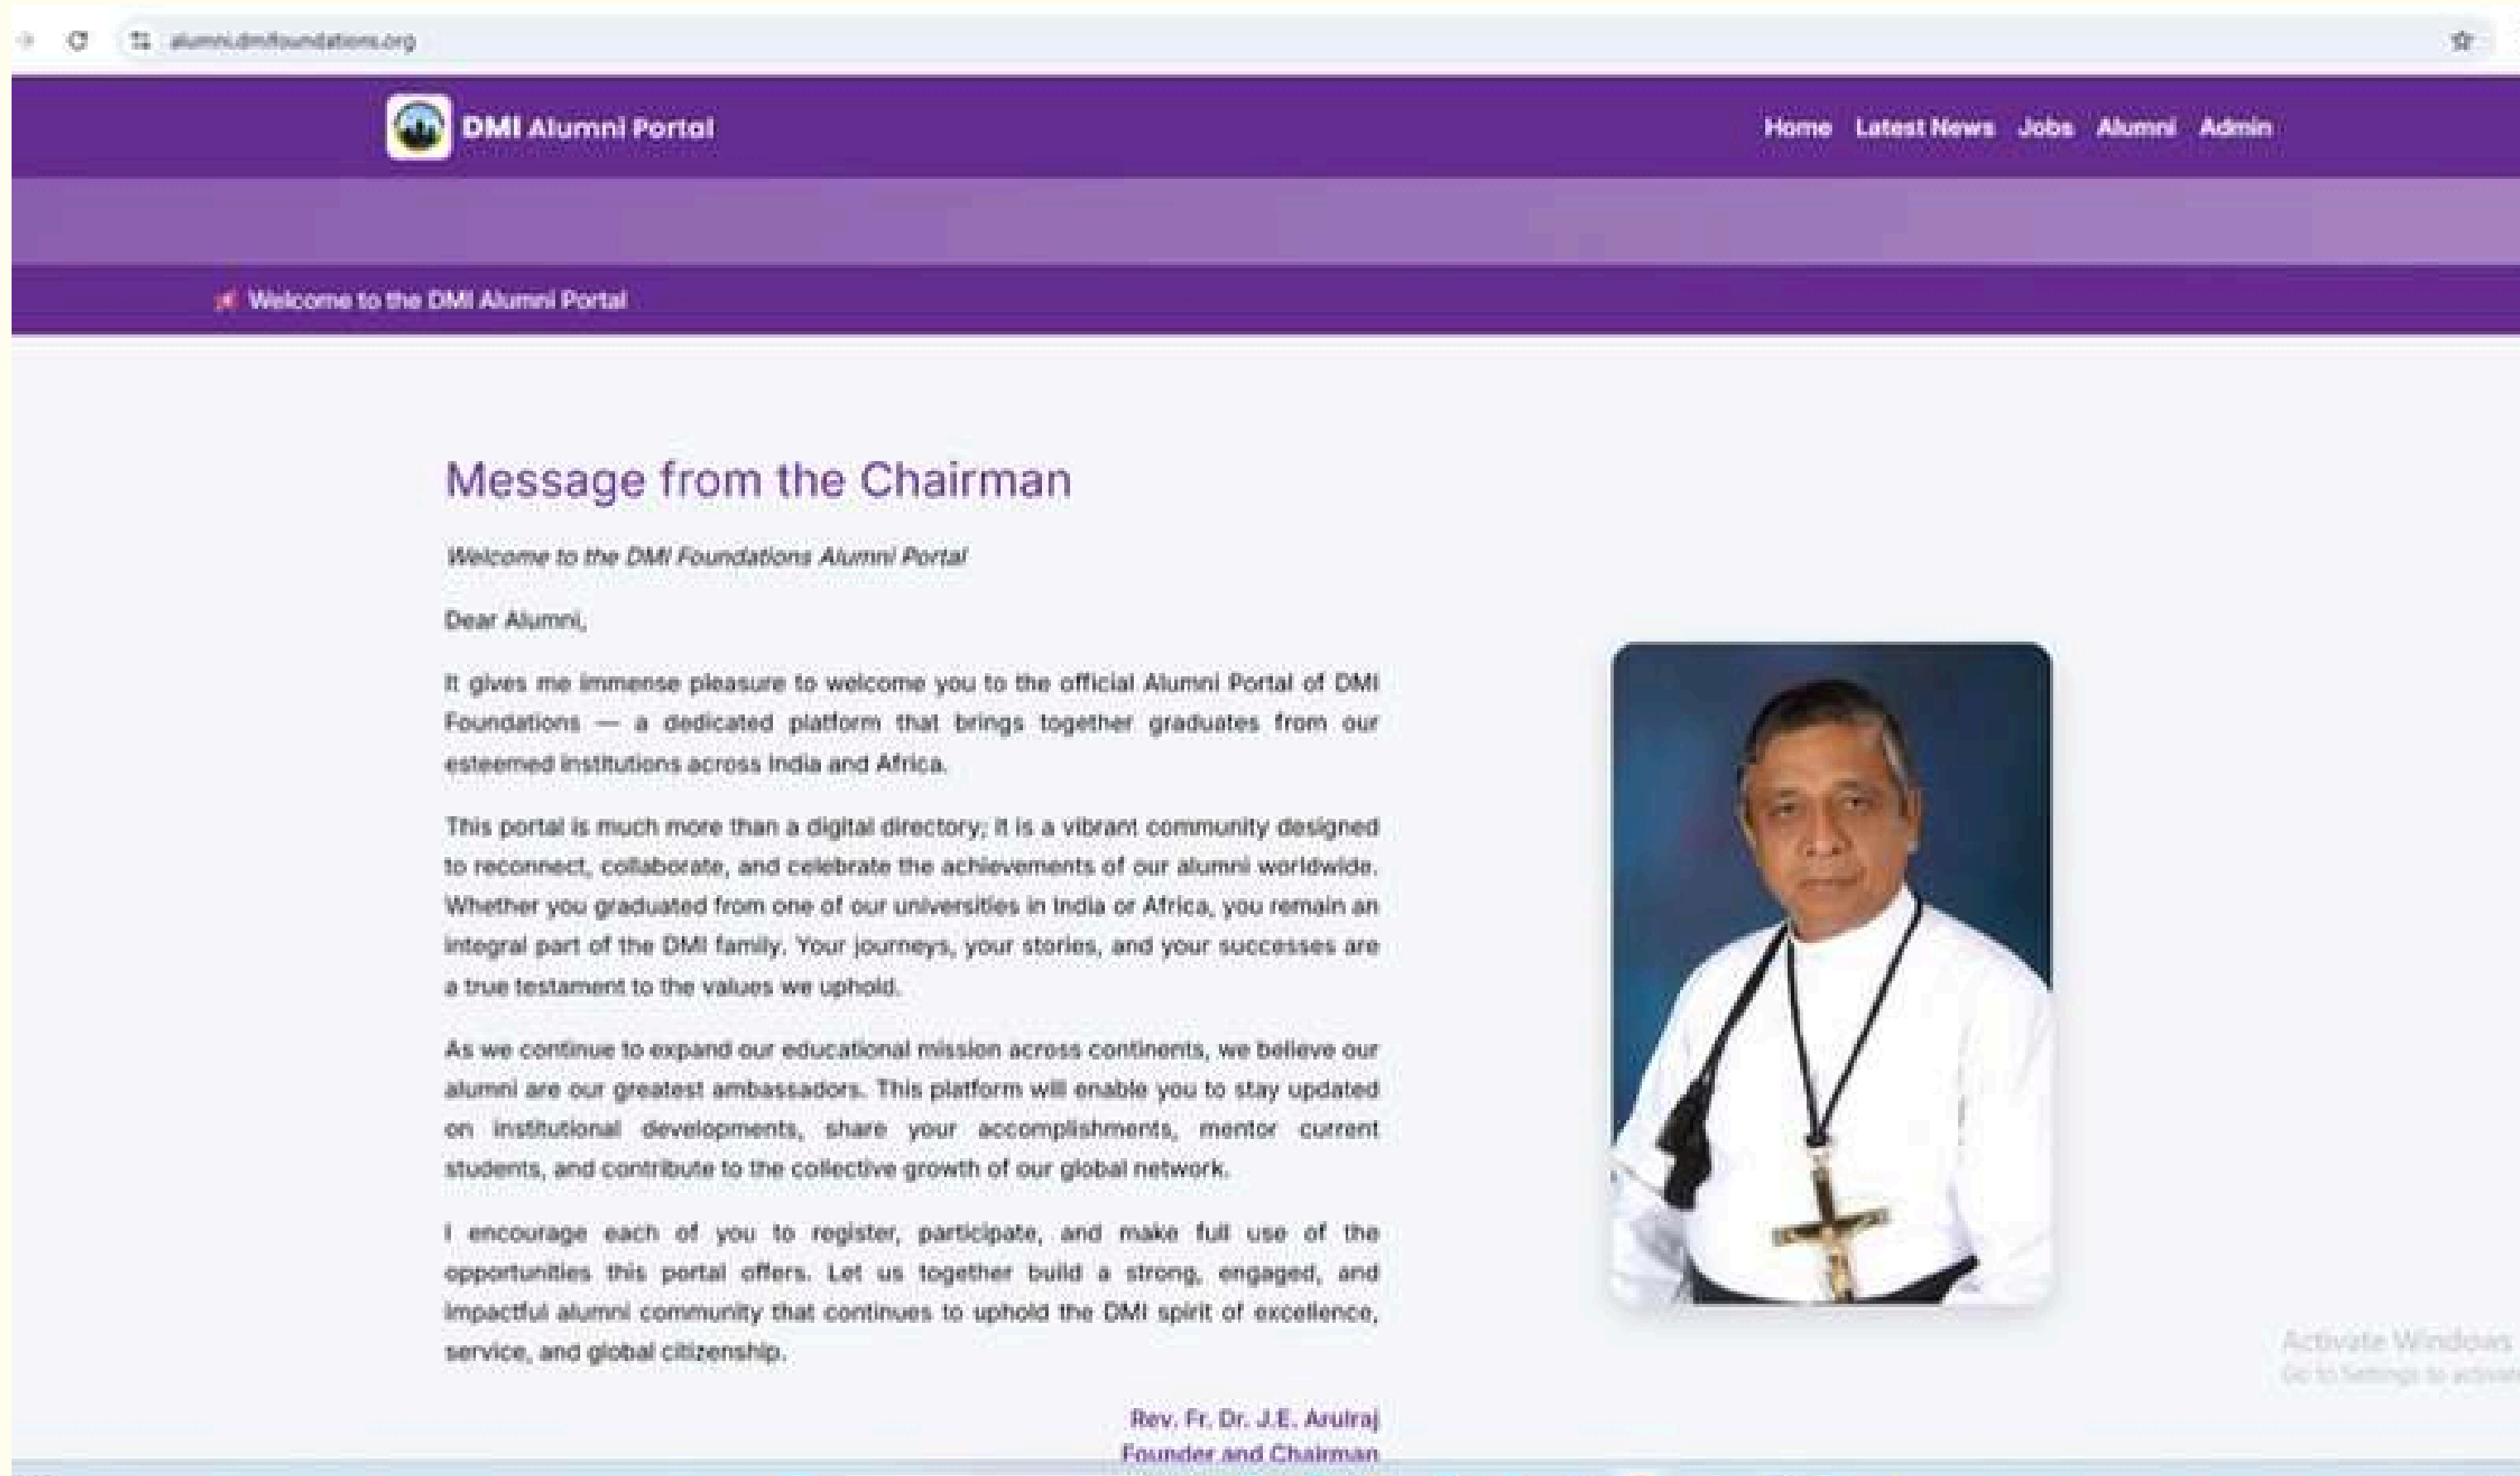 alumni.dmifoundations.org
DMI Alumni Portal
Home Latest News Jobs Alumni Admin
Welcome to the DMI Alumni Portal
Message from the Chairman
Welcome to the DMI Foundations Alumni Portal
Dear Alumni,
It gives me immense pleasure to welcome you to the official Alumni Portal of DMI
Foundations — a dedicated platform that brings together graduates from our
esteemed institutions across India and Africa.
This portal is much more than a digital directory; it is a vibrant community designed
to reconnect, collaborate, and celebrate the achievements of our alumni worldwide.
Whether you graduated from one of our universities in India or Africa, you remain an
integral part of the DMI family. Your journeys, your stories, and your successes are
a true testament to the values we uphold.
As we continue to expand our educational mission across continents, we believe our
alumni are our greatest ambassadors. This platform will enable you to stay updated
on institutional developments, share your accomplishments, mentor current
students, and contribute to the collective growth of our global network.
I encourage each of you to register, participate, and make full use of the
opportunities this portal offers. Let us together build a strong, engaged, and
impactful alumni community that continues to uphold the DMI spirit of excellence,
service, and global citizenship.
Rev. Fr. Dr. J.E. Arulraj
Founder and Chairman
Activate Windows
Go to Settings to activate